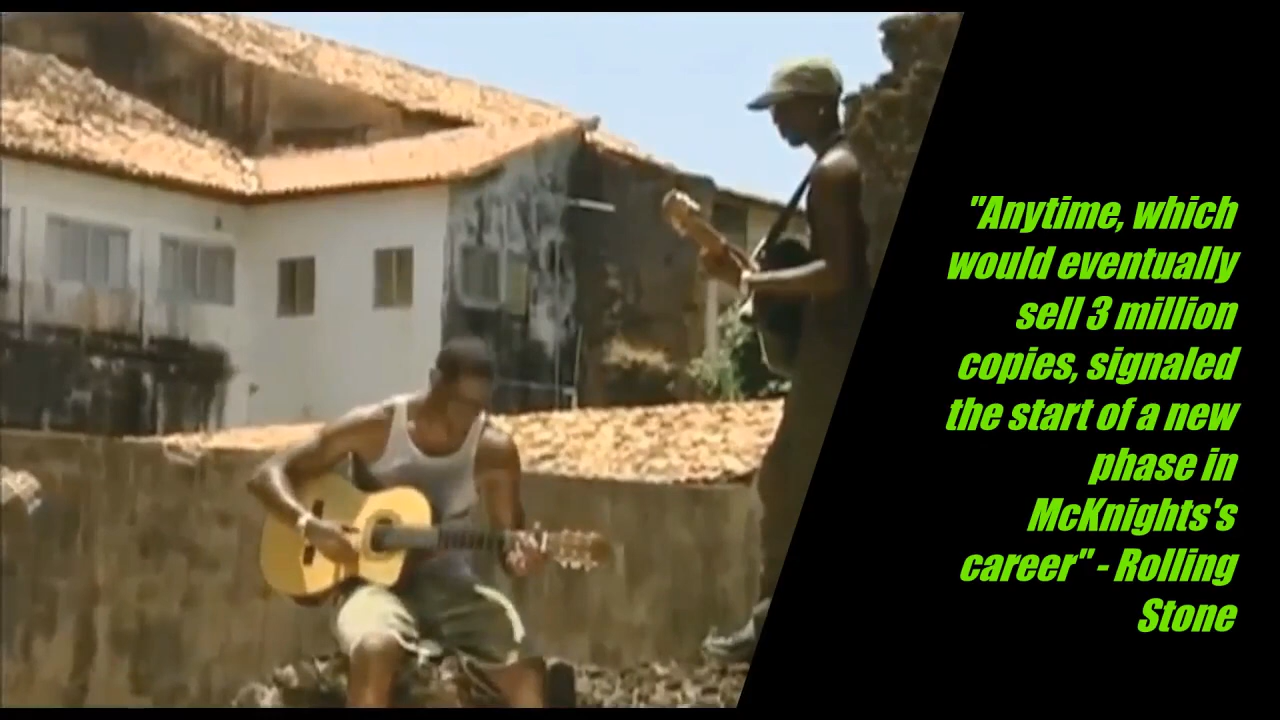 "Anytime, which
would eventually
sell 3 million
copies, signaled
the start of a new
phase in
McKnights's
career" - Rolling
Stone